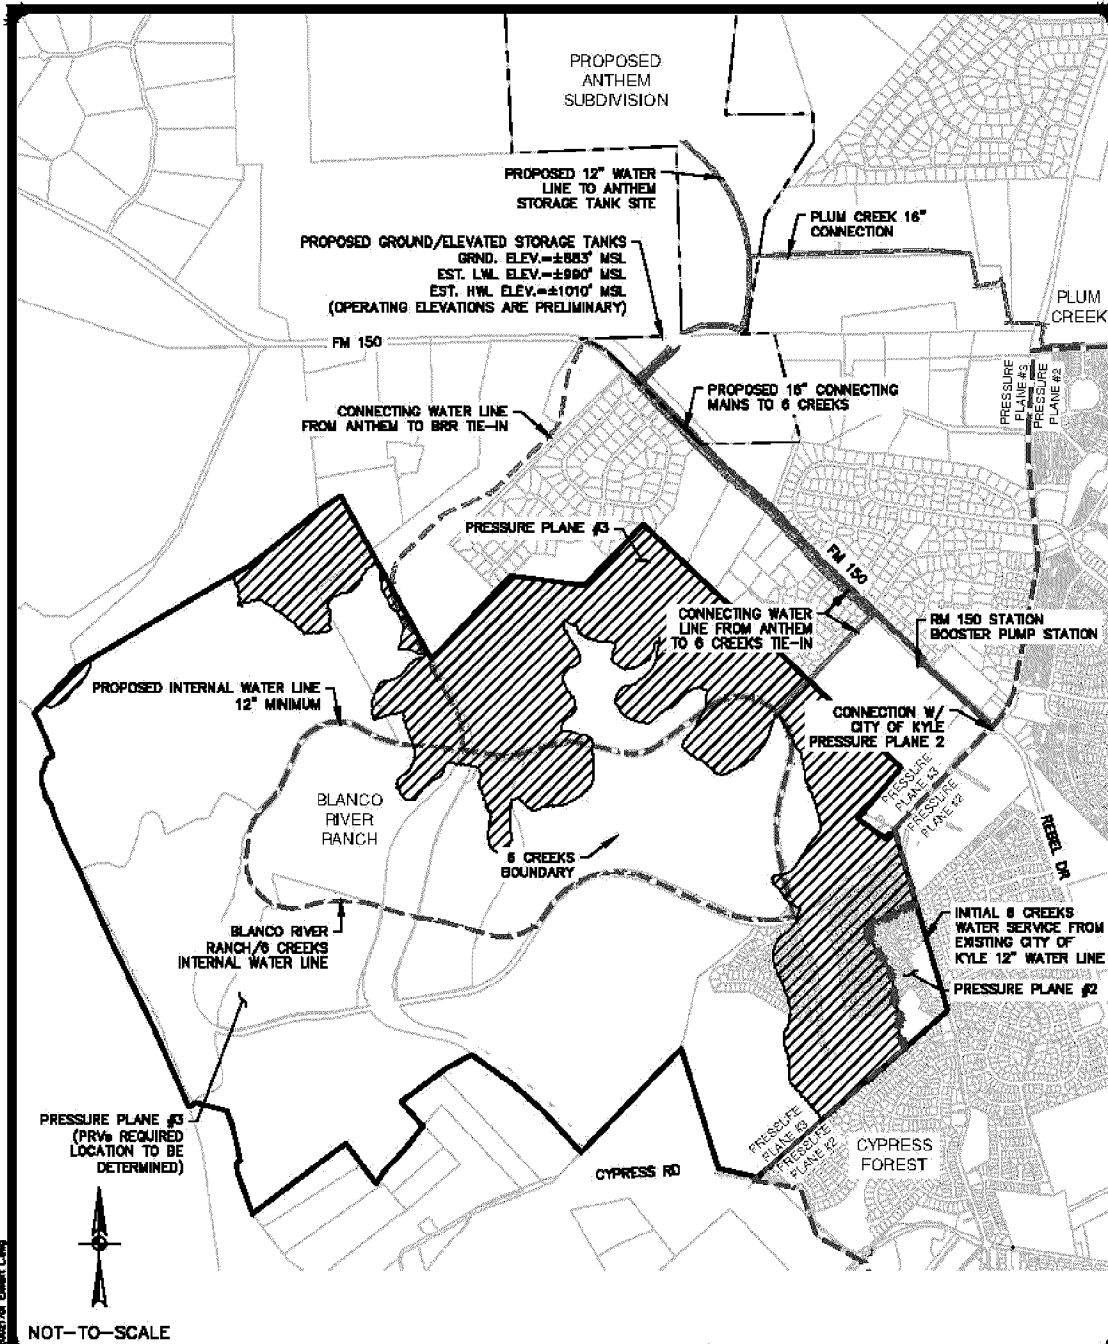 PROPOSED
ANTHEM
SUBDIVISION
PROPOSED 12" WATER
LINE TO ANTHEM
STORAGE TANK SITE
PLUM CREEK 16"
CONNECTION
PROPOSED GROUND/ELEVATED STORAGE TANKS
GRND. ELEV.=±883' MSL
EST. LWL ELEV.=±990' MSL
EST. HWL ELEV.=±1010' MSL
(OPERATING ELEVATIONS ARE PRELIMINARY)
PLUM
CREEK
FM 150
PRESSURE
PLANE #3
PRESSURE
PLANE #2
PROPOSED 16" CONNECTING
MAINS TO 6 CREEKS
CONNECTING WATER LINE
FROM ANTHEM TO BRR TIE-IN
PRESSURE PLANE #3
FM 150
CONNECTING WATER
LINE FROM ANTHEM
TO 6 CREEKS TIE-IN
RM 150 STATION
BOOSTER PUMP STATION
PROPOSED INTERNAL WATER LINE
12" MINIMUM
CONNECTION W/
CITY OF KYLE
PRESSURE PLANE 2
PRESSURE
PLANE #3
PRESSURE
PLANE #2
BLANCO
RIVER
RANCH
REBEL DR
6 CREEKS
BOUNDARY
BLANCO RIVER
RANCH/6 CREEKS
INTERNAL WATER LINE
INITIAL 6 CREEKS
WATER SERVICE FROM
EXISTING CITY OF
KYLE 12" WATER LINE
PRESSURE PLANE #2
PRESSURE PLANE #3
(PRVs REQUIRED
LOCATION TO BE
DETERMINED)
PRESSURE
PLANE #3
PRESSURE
PLANE #2
CYPRESS
FOREST
CYPRESS RD
NOT-TO-SCALE